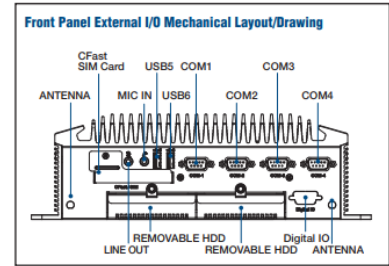 Front Panel External I/O Mechanical Layout/Drawing
CFast
SIM Card USB5 COM1 COM3
ANTENNA MIC IN USB6 COM2 COM4
REMOVABLE HDD Digital IO
LINE OUT REMOVABLE HDD ANTENNA